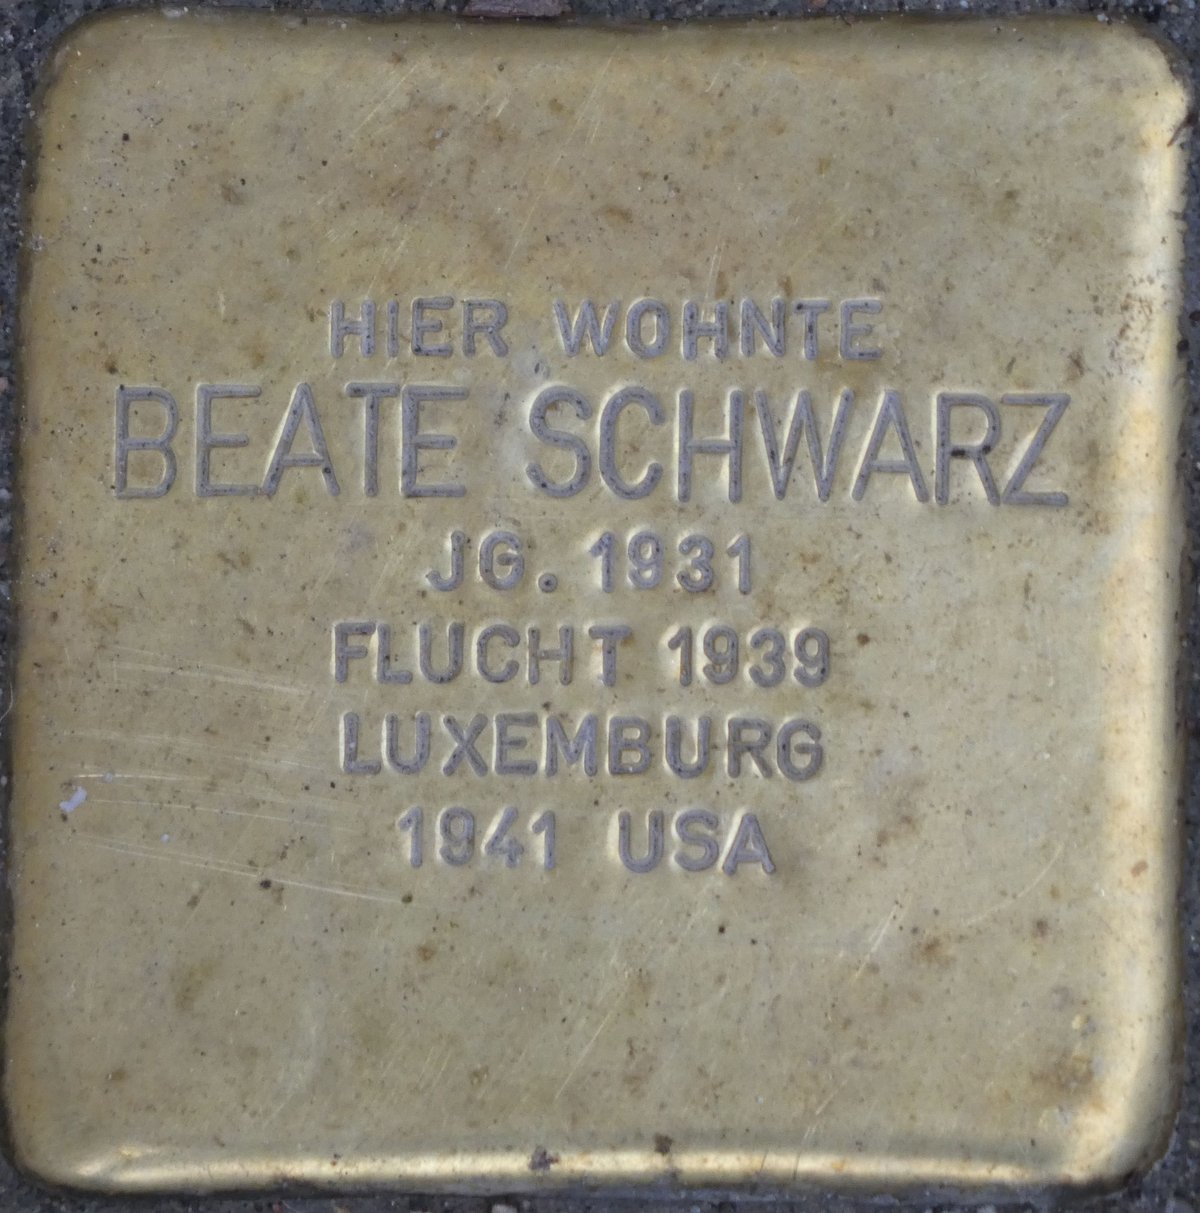 HIER WOHNTE
BEATE SCHWARZ
JG. 1931
FLUCHT 1939
LUXEMBURG
1941 USA